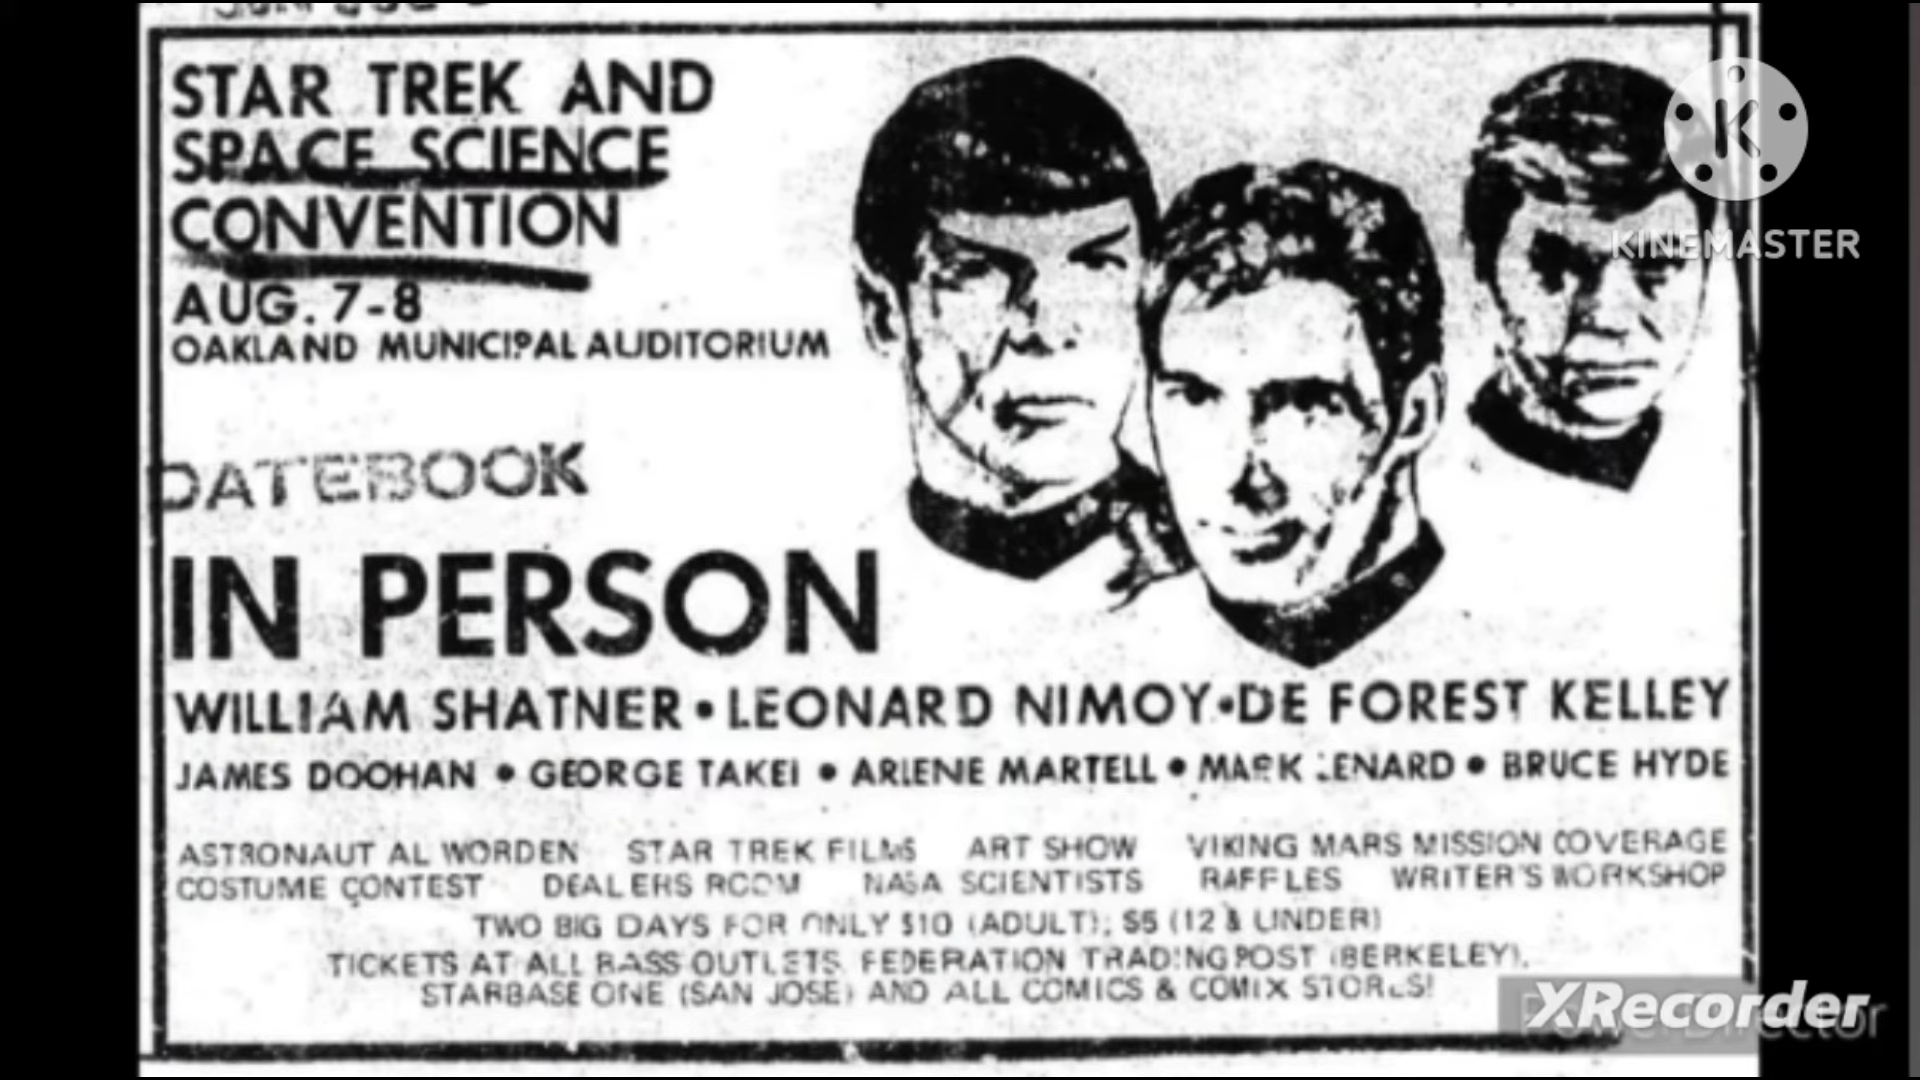 STAR TREK AND
SPACE SCIENCE
CONVENTION
AUG. 7-8
OAKLAND MUNICIPAL AUDITORIUM
DATEBOOK
IN PERSON
WILLIAM SHATNER • LEONARD NIMOY • DE FOREST KELLEY
JAMES DOOHAN • GEORGE TAKEI • ARLENE MARTELL • MARK LENARD • BRUCE HYDE
ASTRONAUT AL WORDEN STAR TREK FILMS ART SHOW VIKING MARS MISSION COVERAGE
COSTUME CONTEST DEALERS ROOM NASA SCIENTISTS RAFFLES WRITER'S WORKSHOP
TWO BIG DAYS FOR ONLY $10 (ADULT); $5 (12 & UNDER)
TICKETS AT ALL BASS OUTLETS, FEDERATION TRADING POST (BERKELEY),
STARBASE ONE (SAN JOSE) AND ALL COMICS & COMIX STORES!
K
KINEMASTER
XRecorder